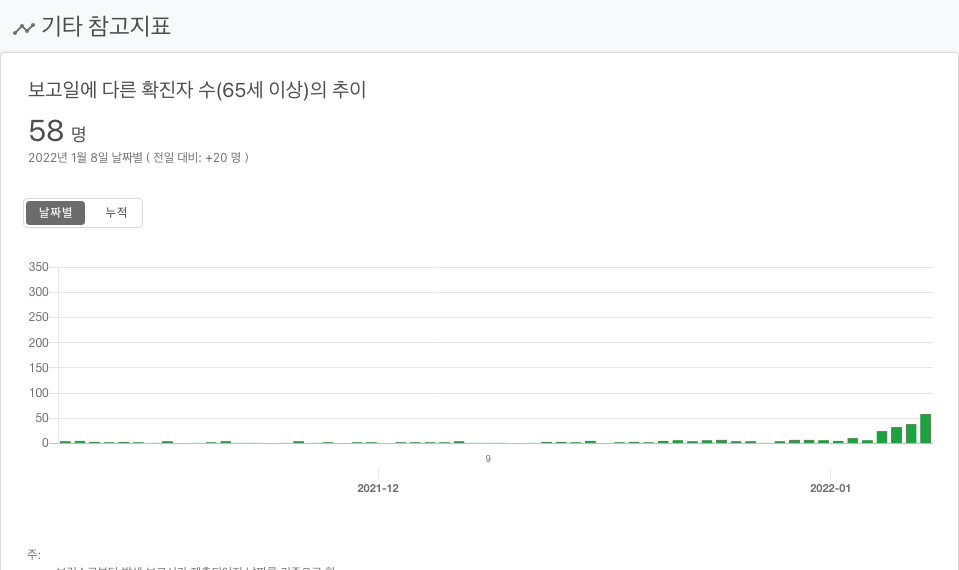 기타 참고지표
보고일에 다른 확진자 수(65세 이상)의 추이
58 명
2022년 1월 8일 날짜별 ( 전일 대비: +20 명 )
날짜별 누적
350
300
250
200
150
100
50
0
9
2021-12 2022-01
주: